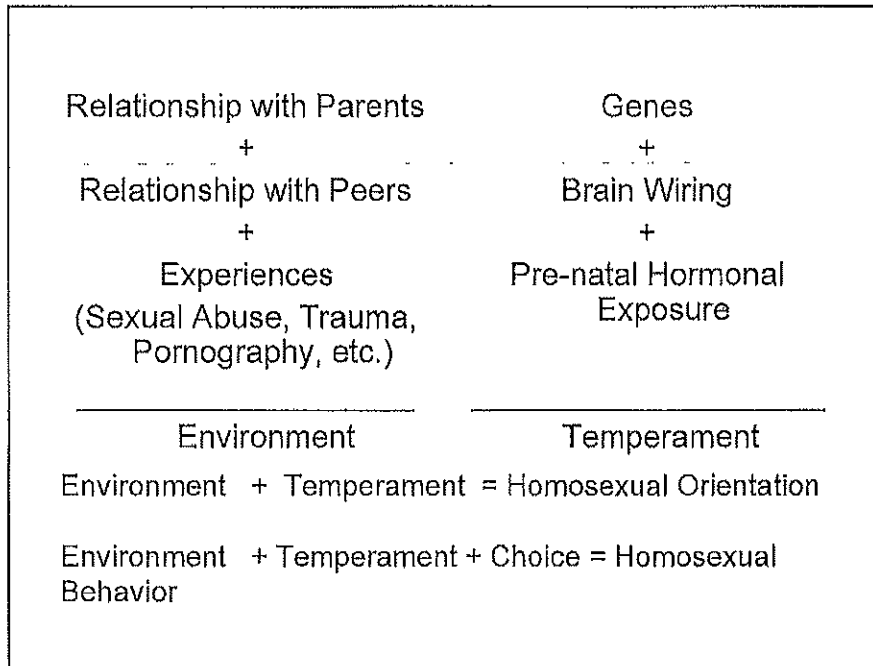 Relationship with Parents
+
Relationship with Peers
+
Experiences
(Sexual Abuse, Trauma,
Pornography, etc.)
Environment
Genes
+
Brain Wiring
+
Pre-natal Hormonal
Exposure
Temperament
Environment + Temperament = Homosexual Orientation
Environment + Temperament + Choice = Homosexual
Behavior